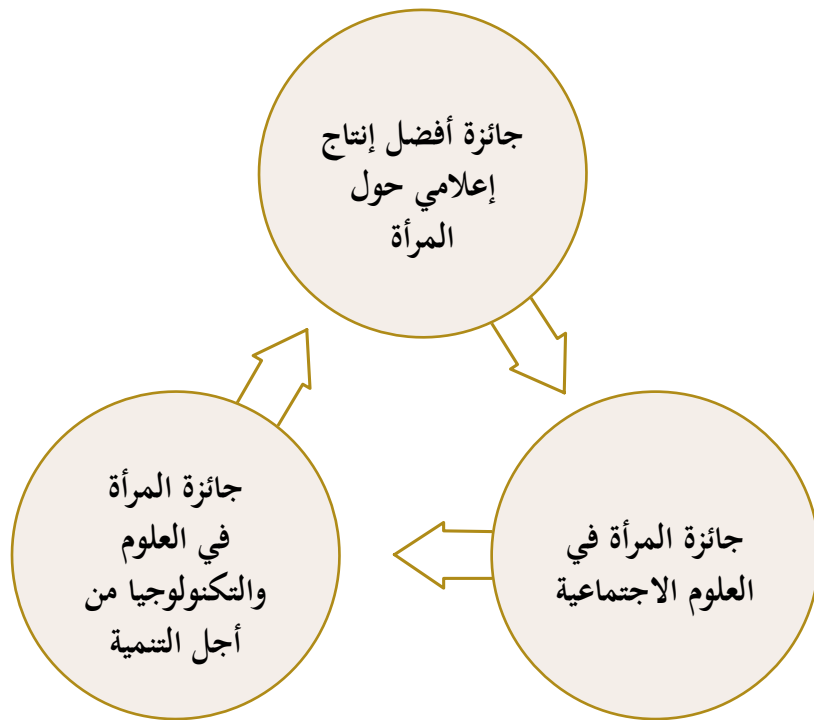 جائزة أفضل إنتاج
إعلامي حول
المرأة
جائزة المرأة في
العلوم الاجتماعية
جائزة المرأة
في العلوم
والتكنولوجيا من
أجل التنمية